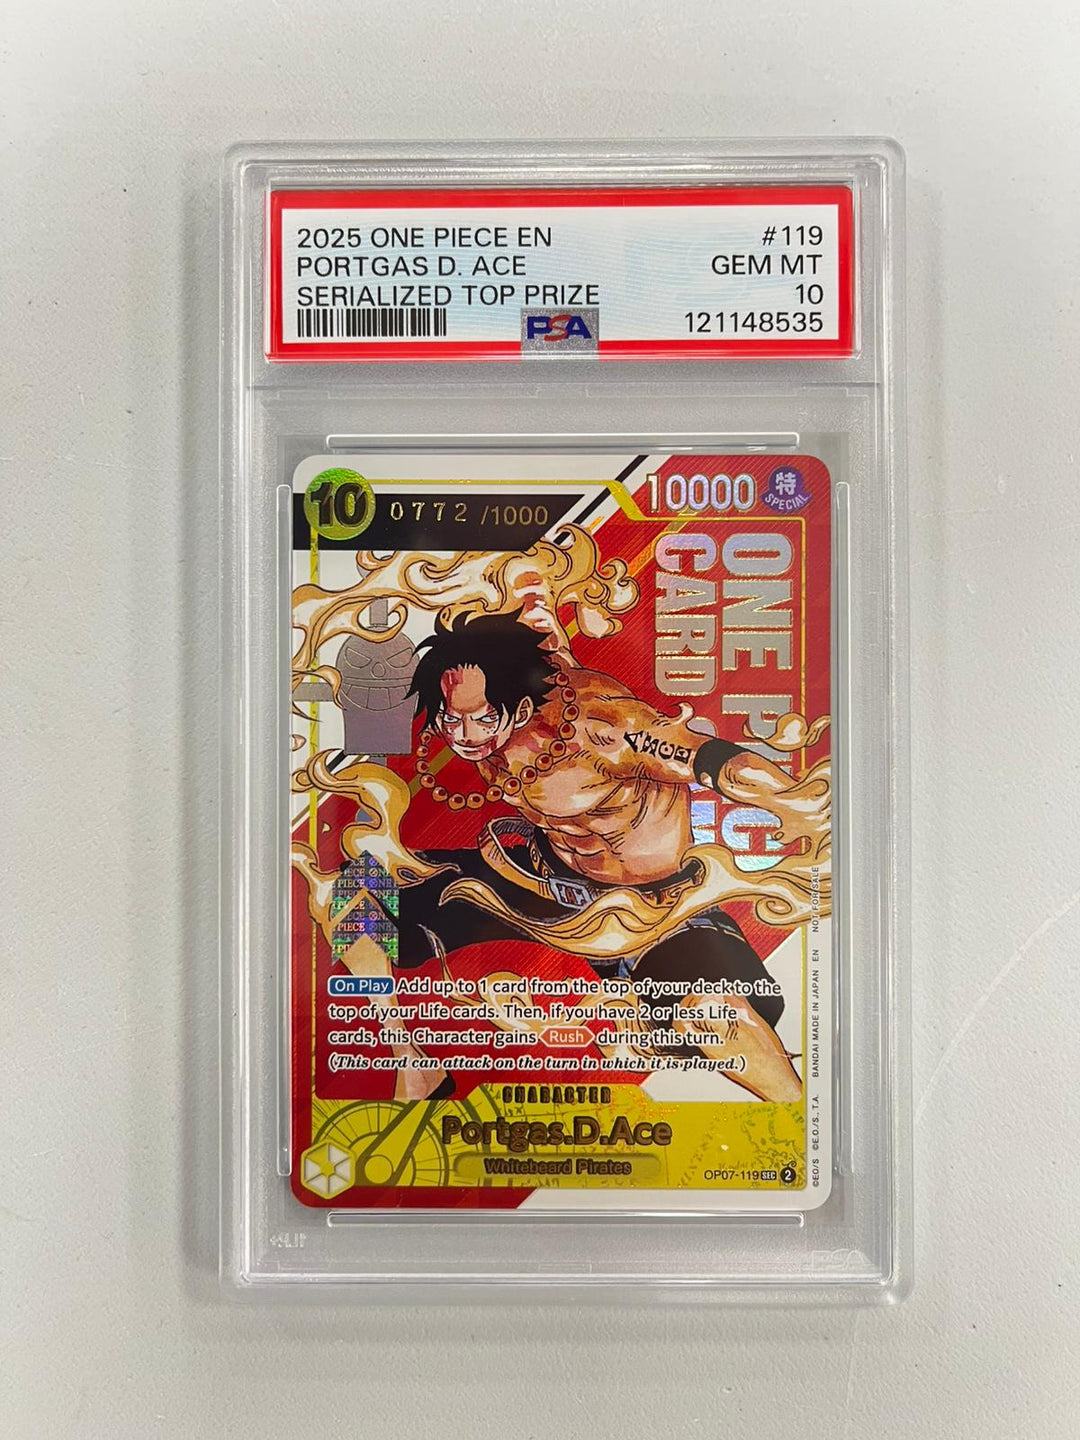 2025 ONE PIECE EN #119
PORTGAS D. ACE GEM MT
SERIALIZED TOP PRIZE 10
PSA 121148535
10 0772 /1000 10000 特
SPECIAL
ONE PIECE
CARD
ASCE
On Play Add up to 1 card from the top of your deck to the
top of your Life cards. Then, if you have 2 or less Life
cards, this Character gains Rush during this turn.
(This card can attack on the turn in which it is played.)
CHARACTER
Portgas.D.Ace
Whitebeard Pirates
OP07-119 SEC 2
©E.O/S ©E.O./S., T.A. BANDAI MADE IN JAPAN EN NOT FOR SALE